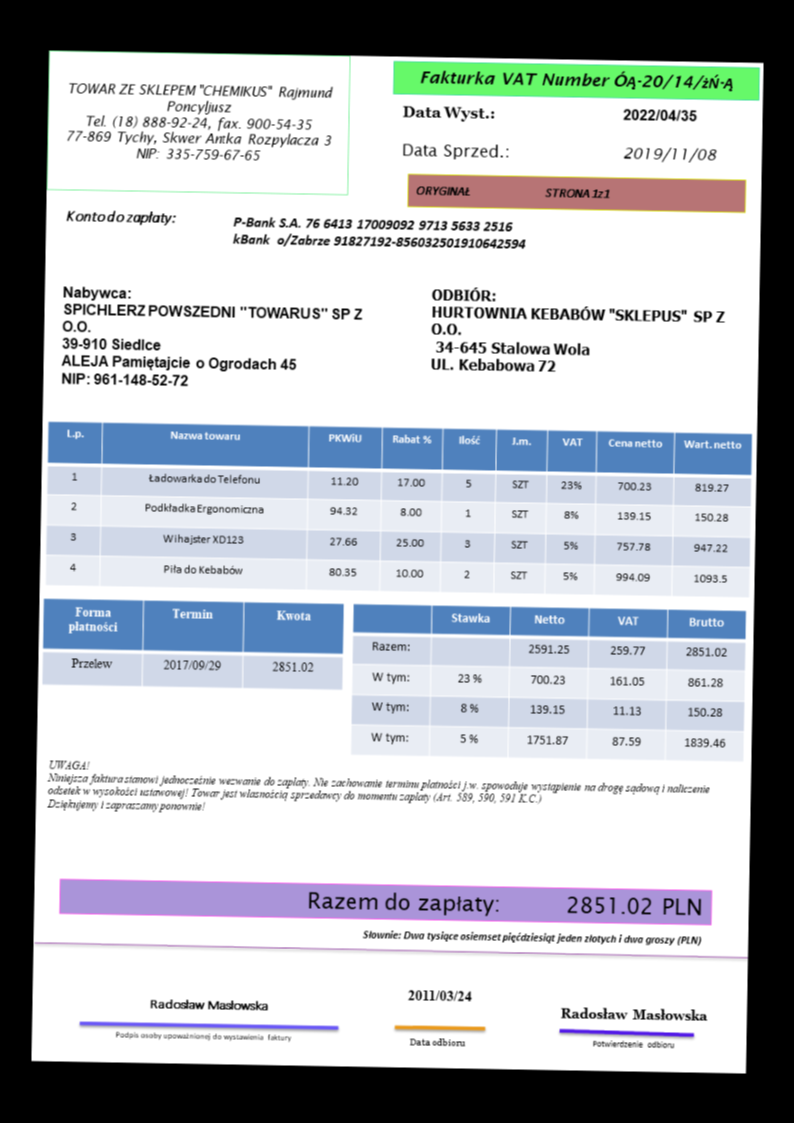 TOWAR ZE SKLEPEM "CHEMIKUS" Rajmund
Poncyljusz
Tel. (18) 888-92-24, fax. 900-54-35
77-869 Tychy, Skwer Antka Rozpylacza 3
NIP: 335-759-67-65
Fakturka VAT Number ÓĄ-20/14/żŃ-Ą
Data Wyst.: 2022/04/35
Data Sprzed.: 2019/11/08
ORYGINAŁ STRONA 1z1
Konto do zapłaty:
P-Bank S.A. 76 6413 17009092 9713 5633 2516
kBank o/Zabrze 91827192-856032501910642594
Nabywca:
SPICHLERZ POWSZEDNI "TOWARUS" SP Z
O.O.
39-910 Siedlce
ALEJA Pamiętajcie o Ogrodach 45
NIP: 961-148-52-72
ODBIÓR:
HURTOWNIA KEBABÓW "SKLEPUS" SP Z
O.O.
34-645 Stalowa Wola
UL. Kebabowa 72
L.p. Nazwa towaru PKWiU Rabat % Ilość J.m. VAT Cena netto Wart. netto
1 Ładowarka do Telefonu 11.20 17.00 5 SZT 23% 700.23 819.27
2 Podkładka Ergonomiczna 94.32 8.00 1 SZT 8% 139.15 150.28
3 Wihajster XD123 27.66 25.00 3 SZT 5% 757.78 947.22
4 Piła do Kebabów 80.35 10.00 2 SZT 5% 994.09 1093.5
Forma
płatności Termin Kwota
Przelew 2017/09/29 2851.02
Stawka Netto VAT Brutto
Razem: 2591.25 259.77 2851.02
W tym: 23 % 700.23 161.05 861.28
W tym: 8 % 139.15 11.13 150.28
W tym: 5 % 1751.87 87.59 1839.46
UWAGA!
Niniejsza faktura stanowi jednocześnie wezwanie do zapłaty. Nie zachowanie terminu płatności j.w. spowoduje wystąpienie na drogę sądową i naliczenie
odsetek w wysokości ustawowej! Towar jest własnością sprzedawcy do momentu zapłaty (Art. 589, 590, 591 K.C.)
Dziękujemy i zapraszamy ponownie!
Razem do zapłaty: 2851.02 PLN
Słownie: Dwa tysiące osiemset pięćdziesiąt jeden złotych i dwa groszy (PLN)
Radosław Masłowska
Podpis osoby upoważnionej do wystawienia faktury
2011/03/24
Data odbioru
Radosław Masłowska
Potwierdzenie odbioru